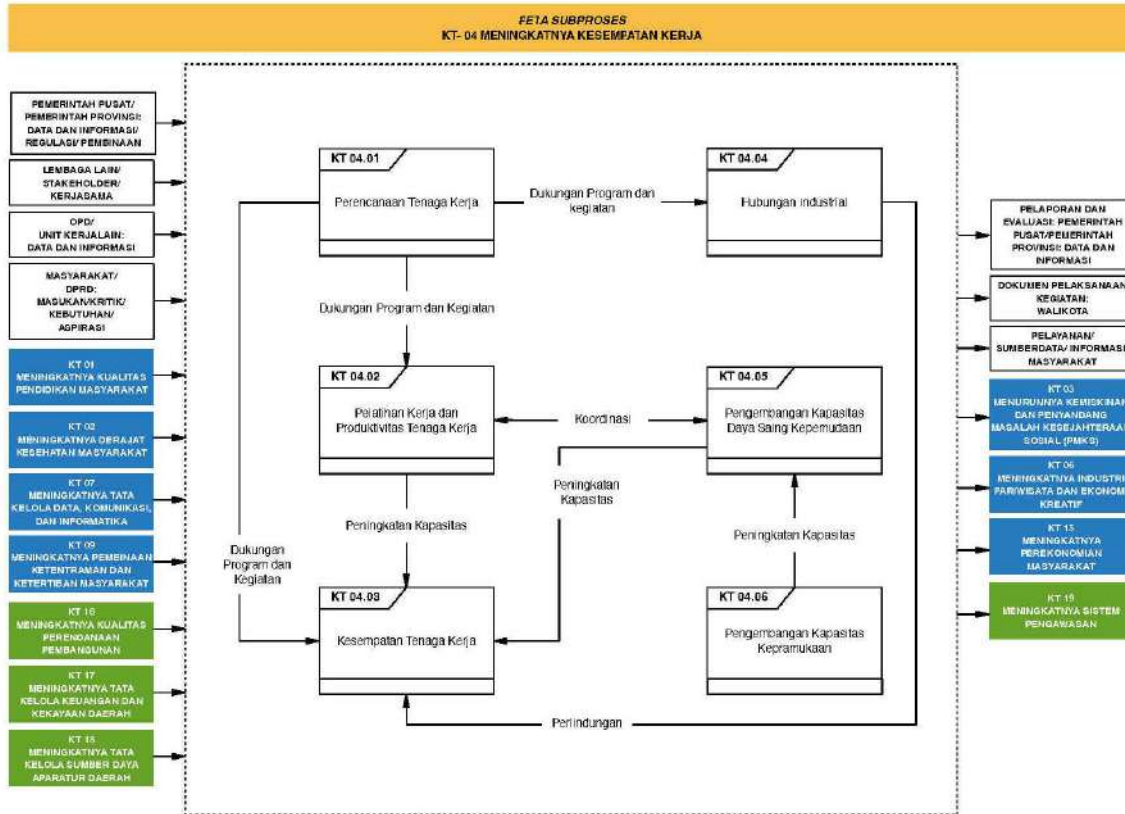 PETA SUBPROSES
KT- 04 MENINGKATNYA KESEMPATAN KERJA
PEMERINTAH PUSAT/
PEMERINTAH PROVINSI:
DATA DAN INFORMASI/
REGULASI/ PEMBINAAN
LEMBAGA LAIN/
STAKEHOLDER/
KERJASAMA
OPD/
UNIT KERJALAIN:
DATA DAN INFORMASI
MASYARAKAT/
DPRD:
MASUKAN/KRITIK/
KEBUTUHAN/
ASPIRASI
KT 01
MENINGKATNYA KUALITAS
PENDIDIKAN MASYARAKAT
KT 02
MENINGKATNYA DERAJAT
KESEHATAN MASYARAKAT
KT 07
MENINGKATNYA TATA
KELOLA DATA, KOMUNIKASI,
DAN INFORMATIKA
KT 09
MENINGKATNYA PEMBINAAN
KETENTRAMAN DAN
KETERTIBAN MASYARAKAT
KT 16
MENINGKATNYA KUALITAS
PERENCANAAN
PEMBANGUNAN
KT 17
MENINGKATNYA TATA
KELOLA KEUANGAN DAN
KEKAYAAN DAERAH
KT 18
MENINGKATNYA TATA
KELOLA SUMBER DAYA
APARATUR DAERAH
KT 04.01
Perencanaan Tenaga Kerja
Dukungan Program dan
kegiatan
KT 04.04
Hubungan Industrial
Dukungan Program dan Kegiatan
KT 04.02
Pelatihan Kerja dan
Produktivitas Tenaga Kerja
Koordinasi
KT 04.05
Pengembangan Kapasitas
Daya Saing Kepemudaan
Peningkatan
Kapasitas
Peningkatan Kapasitas
Peningkatan Kapasitas
Dukungan
Program dan
Kegiatan
KT 04.03
Kesempatan Tenaga Kerja
KT 04.06
Pengembangan Kapasitas
Kepramukaan
Perlindungan
PELAPORAN DAN
EVALUASI: PEMERINTAH
PUSAT/PEMERINTAH
PROVINSI: DATA DAN
INFORMASI
DOKUMEN PELAKSANAAN
KEGIATAN:
WALIKOTA
PELAYANAN/
SUMBERDATA/ INFORMASI
MASYARAKAT
KT 03
MENURUNNYA KEMISKINAN
DAN PENYANDANG
MASALAH KESEJAHTERAAN
SOSIAL (PMKS)
KT 06
MENINGKATNYA INDUSTRI
PARIWISATA DAN EKONOMI
KREATIF
KT 15
MENINGKATNYA
PEREKONOMIAN
MASYARAKAT
KT 19
MENINGKATNYA SISTEM
PENGAWASAN